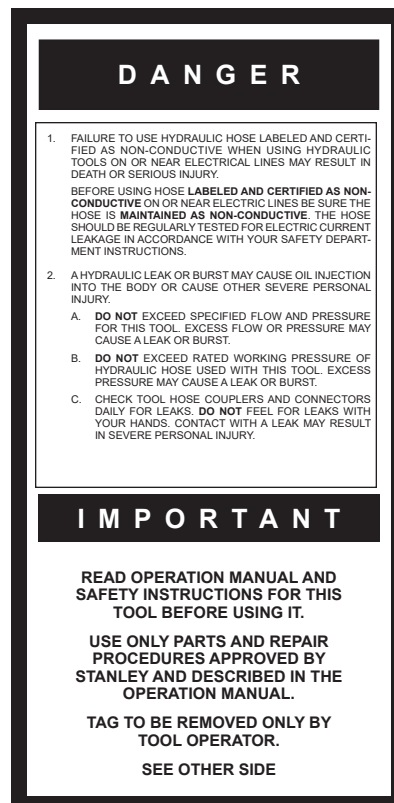 DANGER
1. FAILURE TO USE HYDRAULIC HOSE LABELED AND CERTI-
FIED AS NON-CONDUCTIVE WHEN USING HYDRAULIC
TOOLS ON OR NEAR ELECTRICAL LINES MAY RESULT IN
DEATH OR SERIOUS INJURY.
BEFORE USING HOSE LABELED AND CERTIFIED AS NON-
CONDUCTIVE ON OR NEAR ELECTRIC LINES BE SURE THE
HOSE IS MAINTAINED AS NON-CONDUCTIVE. THE HOSE
SHOULD BE REGULARLY TESTED FOR ELECTRIC CURRENT
LEAKAGE IN ACCORDANCE WITH YOUR SAFETY DEPART-
MENT INSTRUCTIONS.
2. A HYDRAULIC LEAK OR BURST MAY CAUSE OIL INJECTION
INTO THE BODY OR CAUSE OTHER SEVERE PERSONAL
INJURY.
A. DO NOT EXCEED SPECIFIED FLOW AND PRESSURE
FOR THIS TOOL. EXCESS FLOW OR PRESSURE MAY
CAUSE A LEAK OR BURST.
B. DO NOT EXCEED RATED WORKING PRESSURE OF
HYDRAULIC HOSE USED WITH THIS TOOL. EXCESS
PRESSURE MAY CAUSE A LEAK OR BURST.
C. CHECK TOOL HOSE COUPLERS AND CONNECTORS
DAILY FOR LEAKS. DO NOT FEEL FOR LEAKS WITH
YOUR HANDS. CONTACT WITH A LEAK MAY RESULT
IN SEVERE PERSONAL INJURY.
IMPORTANT
READ OPERATION MANUAL AND
SAFETY INSTRUCTIONS FOR THIS
TOOL BEFORE USING IT.
USE ONLY PARTS AND REPAIR
PROCEDURES APPROVED BY
STANLEY AND DESCRIBED IN THE
OPERATION MANUAL.
TAG TO BE REMOVED ONLY BY
TOOL OPERATOR.
SEE OTHER SIDE